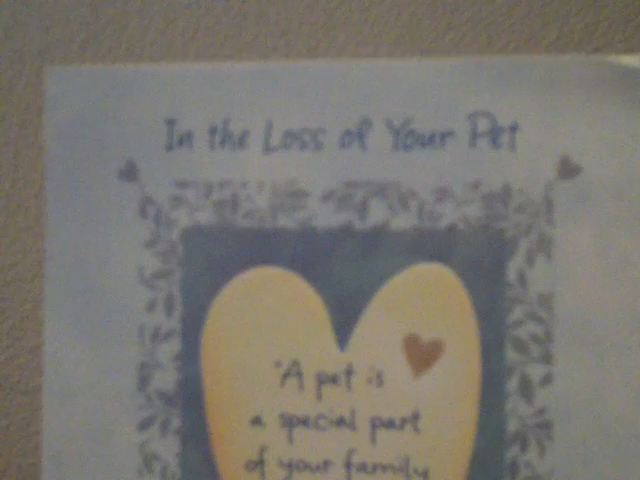 In the Loss of Your Pet
"A pet is
a special part
of your family